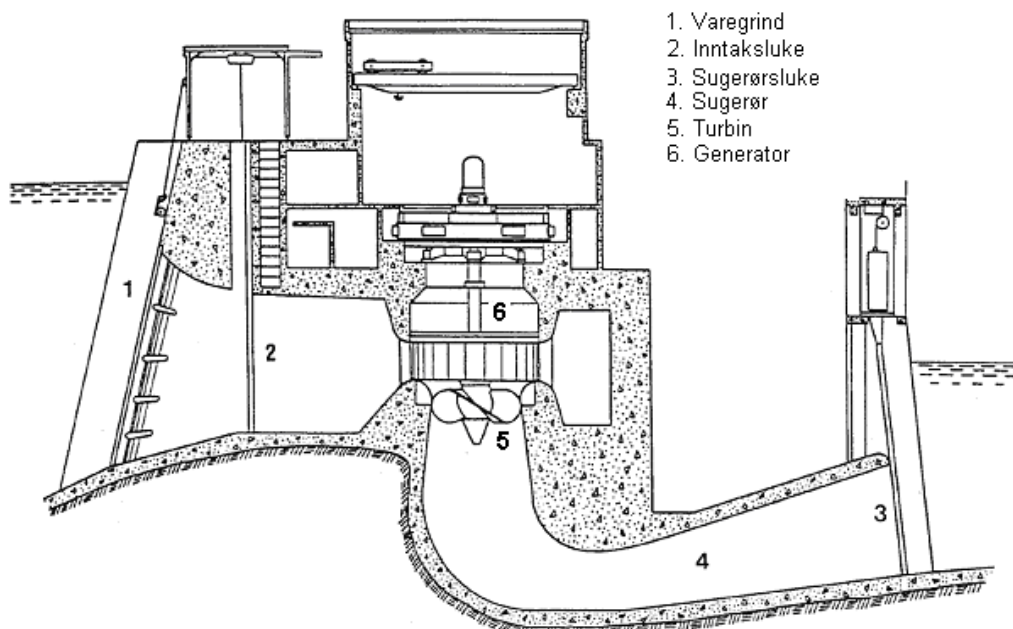 1. Varegrind
2. Inntaksluke
3. Sugerørsluke
4. Sugerør
5. Turbin
6. Generator
1
2
6
5
3
4